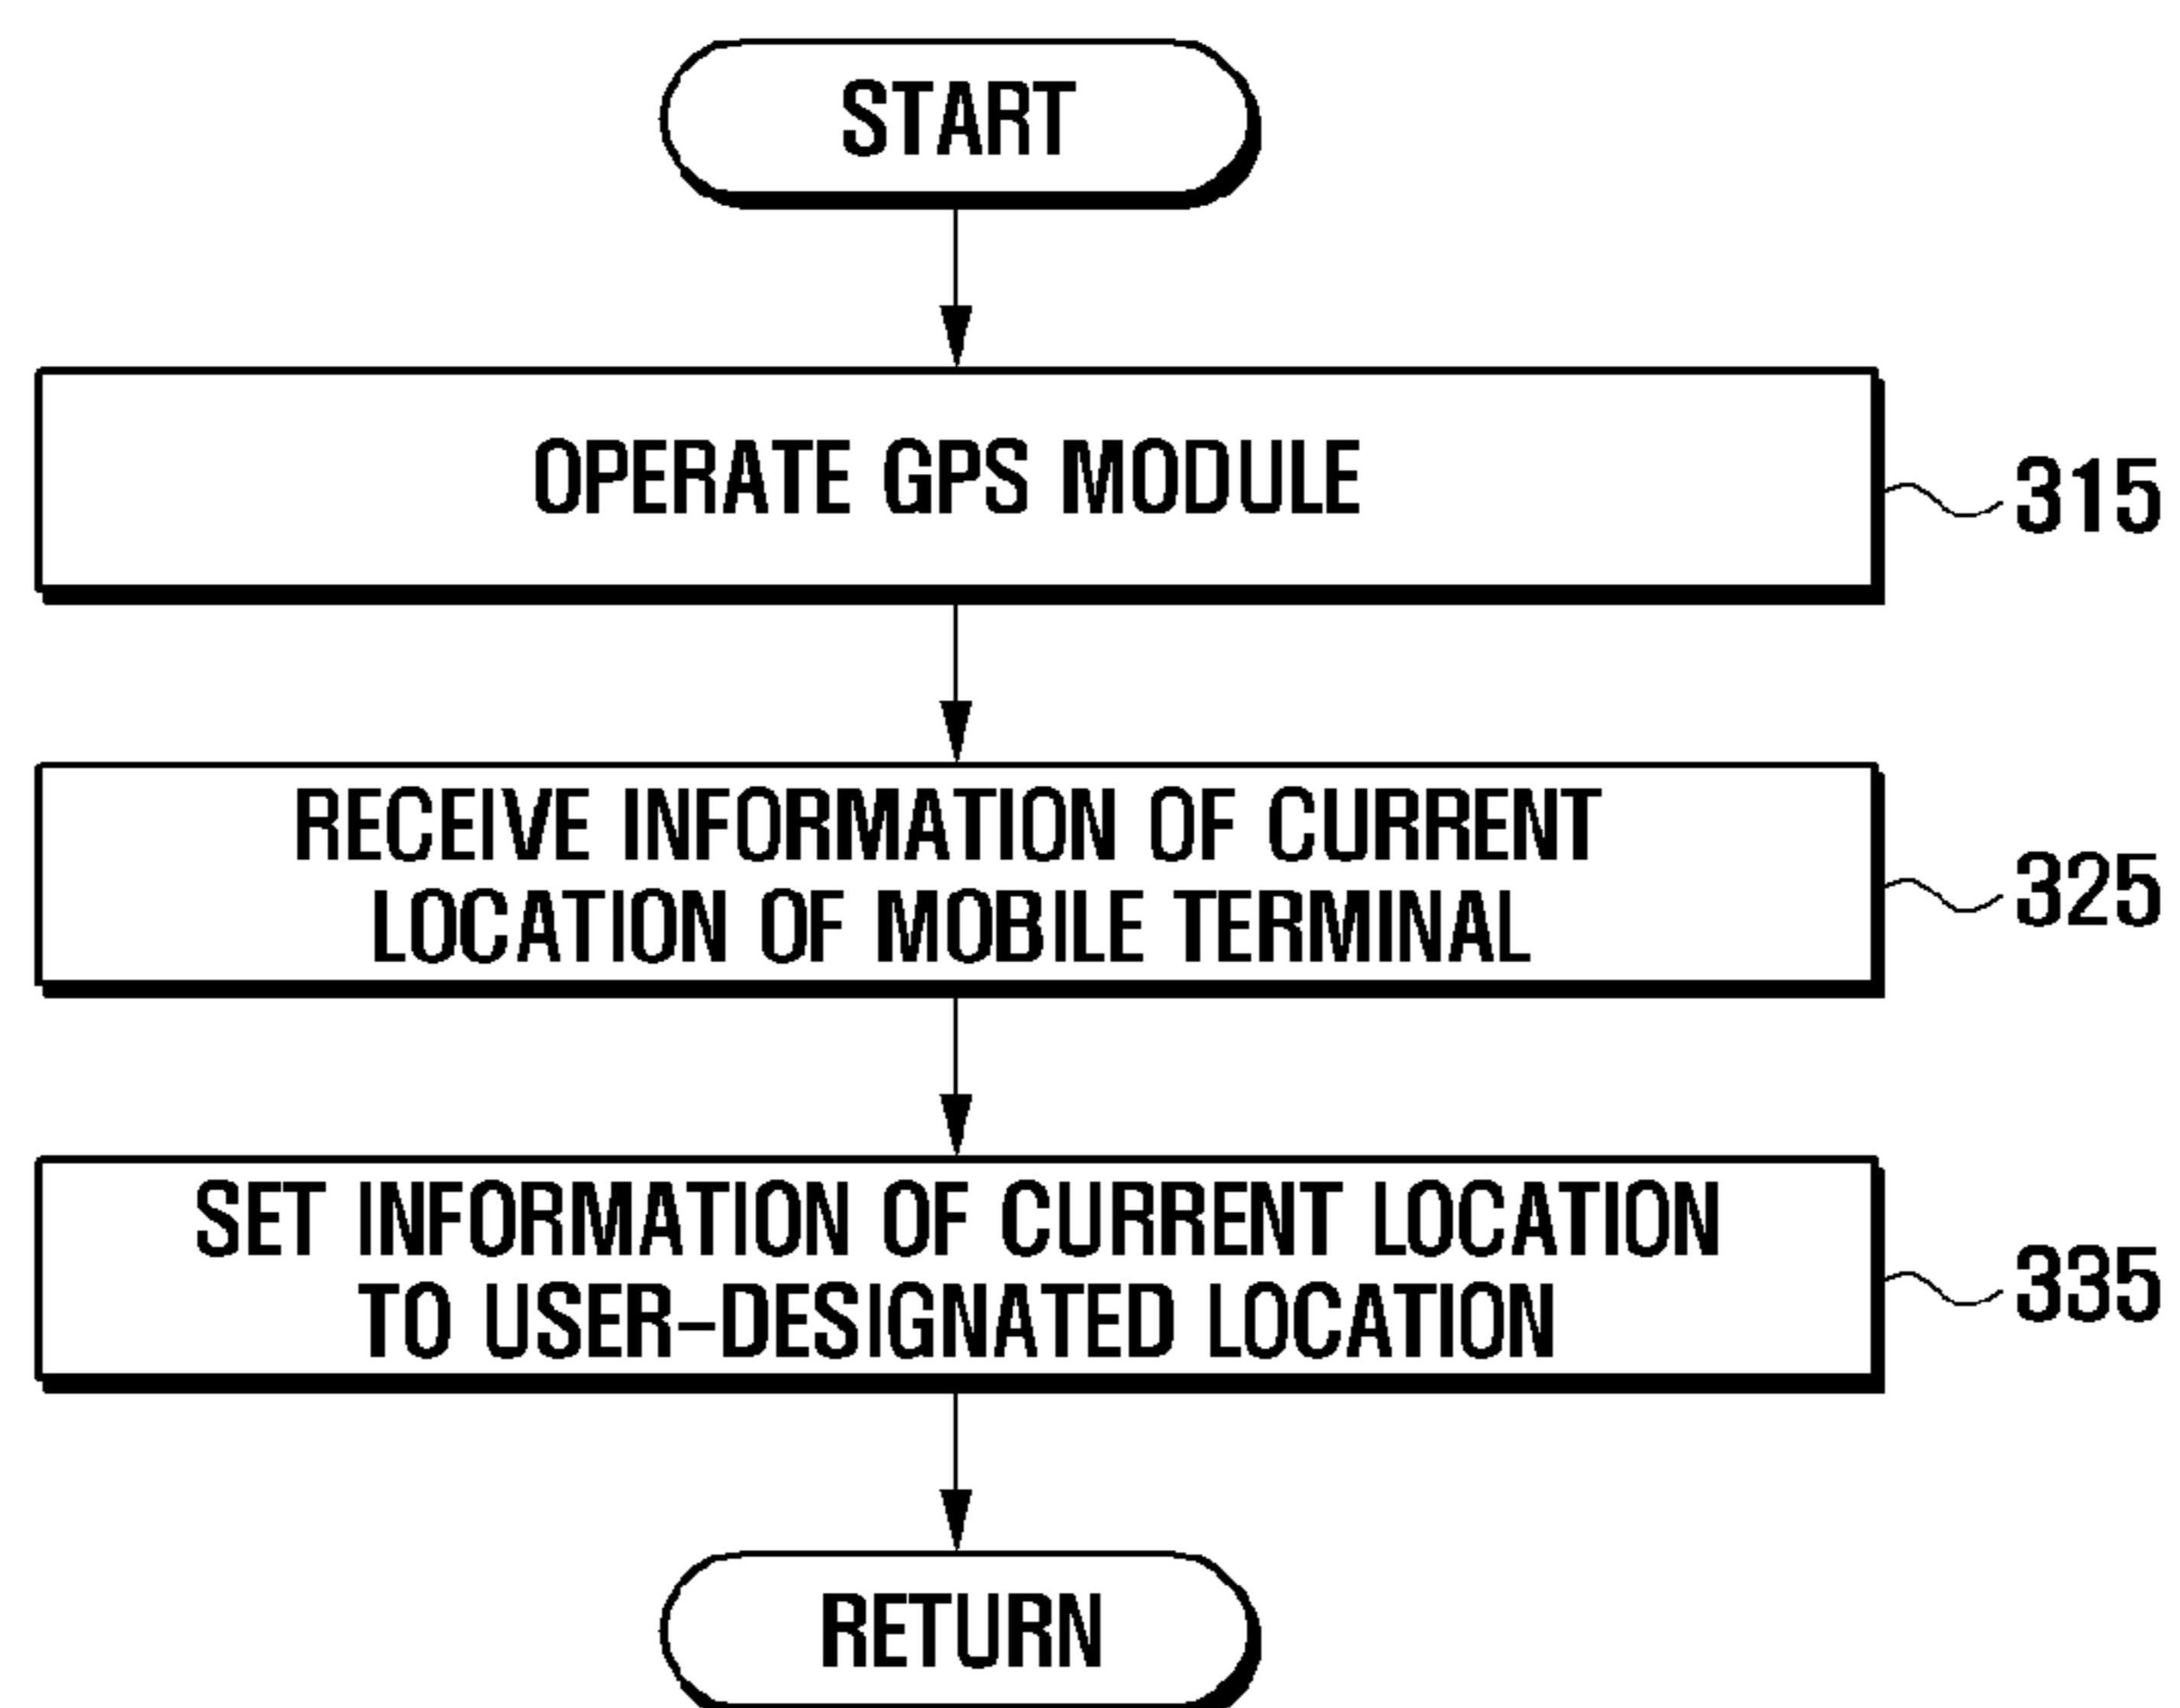 START
OPERATE GPS MODULE
315
RECEIVE INFORMATION OF CURRENT
LOCATION OF MOBILE TERMINAL
325
SET INFORMATION OF CURRENT LOCATION
TO USER-DESIGNATED LOCATION
335
RETURN